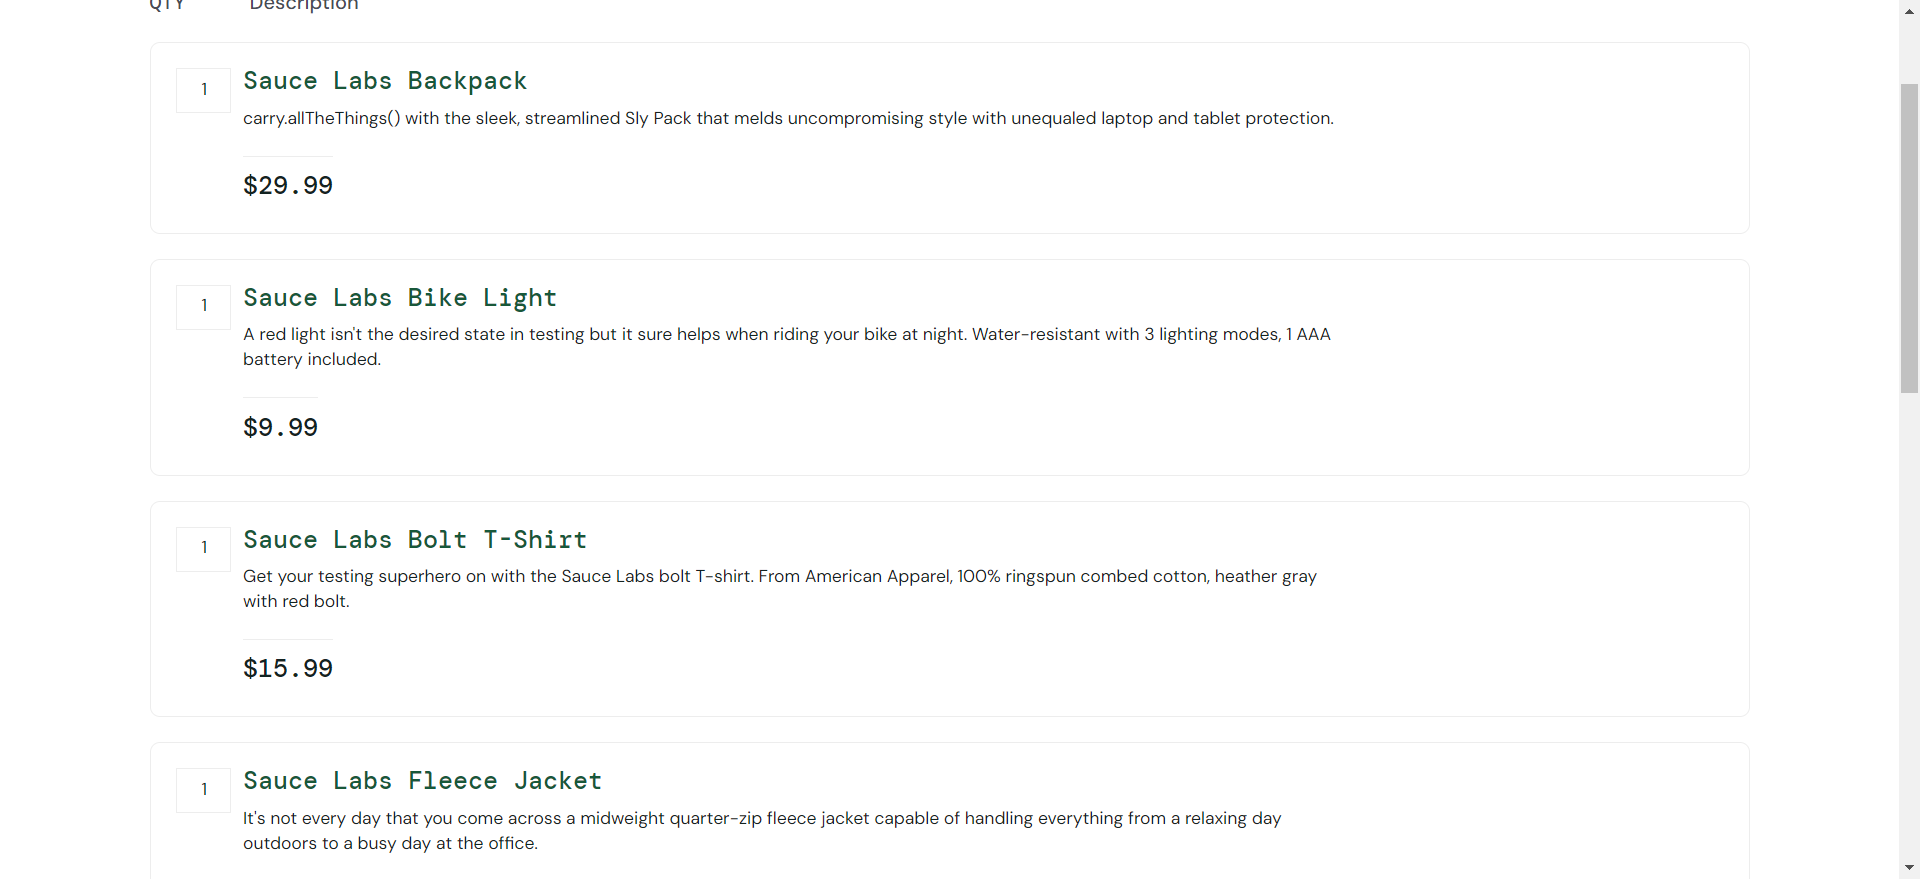 QTY Description
1 Sauce Labs Backpack
carry.allTheThings() with the sleek, streamlined Sly Pack that melds uncompromising style with unequaled laptop and tablet protection.
$29.99
1 Sauce Labs Bike Light
A red light isn't the desired state in testing but it sure helps when riding your bike at night. Water-resistant with 3 lighting modes, 1 AAA
battery included.
$9.99
1 Sauce Labs Bolt T-Shirt
Get your testing superhero on with the Sauce Labs bolt T-shirt. From American Apparel, 100% ringspun combed cotton, heather gray
with red bolt.
$15.99
1 Sauce Labs Fleece Jacket
It's not every day that you come across a midweight quarter-zip fleece jacket capable of handling everything from a relaxing day
outdoors to a busy day at the office.